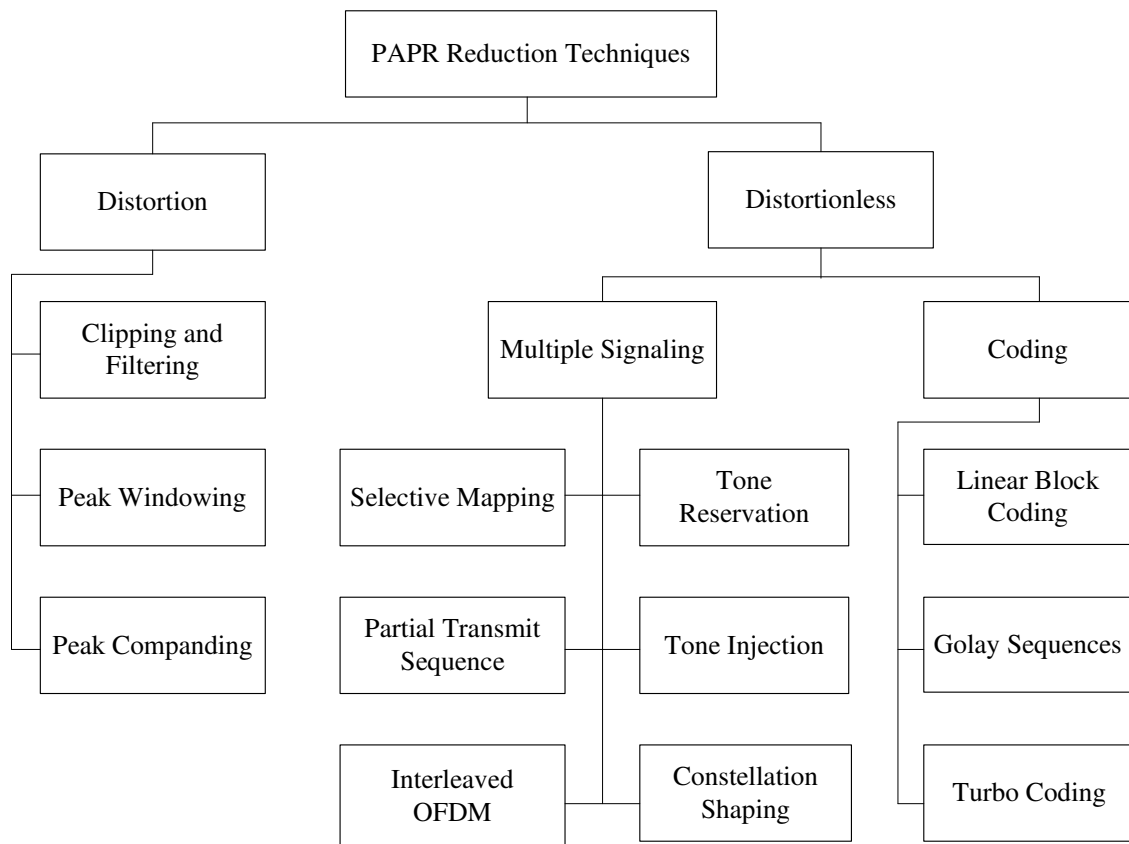 PAPR Reduction Techniques
Distortion
Distortionless
Clipping and
Filtering
Multiple Signaling
Coding
Peak Windowing
Selective Mapping
Tone
Reservation
Linear Block
Coding
Peak Companding
Partial Transmit
Sequence
Tone Injection
Golay Sequences
Interleaved
OFDM
Constellation
Shaping
Turbo Coding